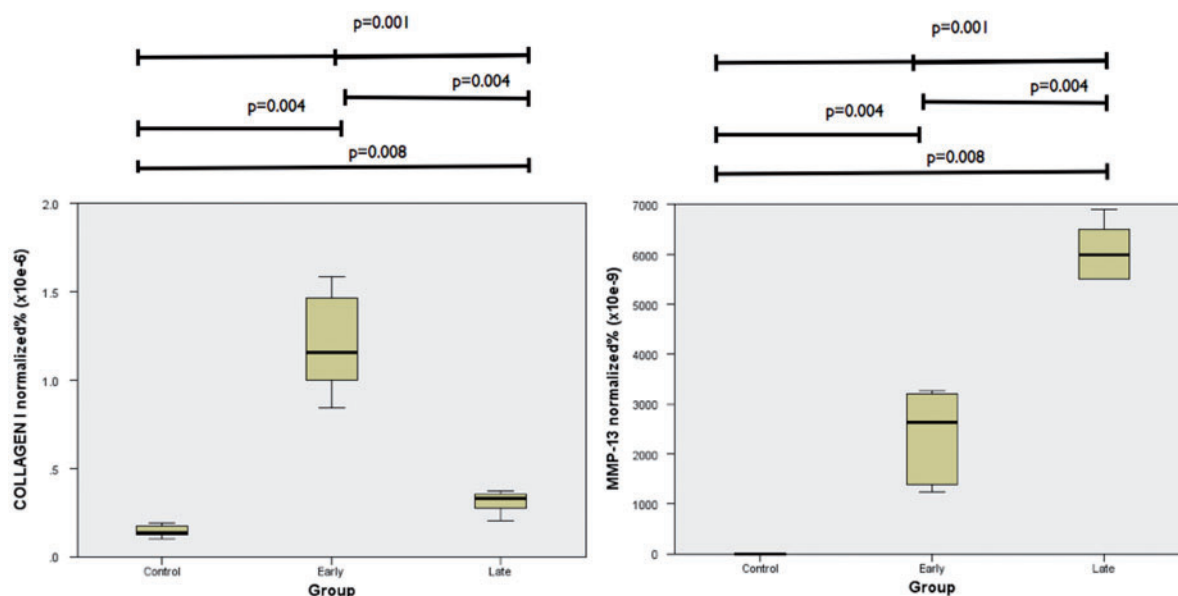 p=0.001
p=0.004
p=0.004
p=0.008
2.0
1.5
1.0
.5
.0
COLLAGEN I normalized% (x10e-6)
Control
Early
Late
Group
p=0.001
p=0.004
p=0.004
p=0.008
7000
6000
5000
4000
3000
2000
1000
0
MMP-13 normalized% (x10e-9)
Control
Early
Late
Group